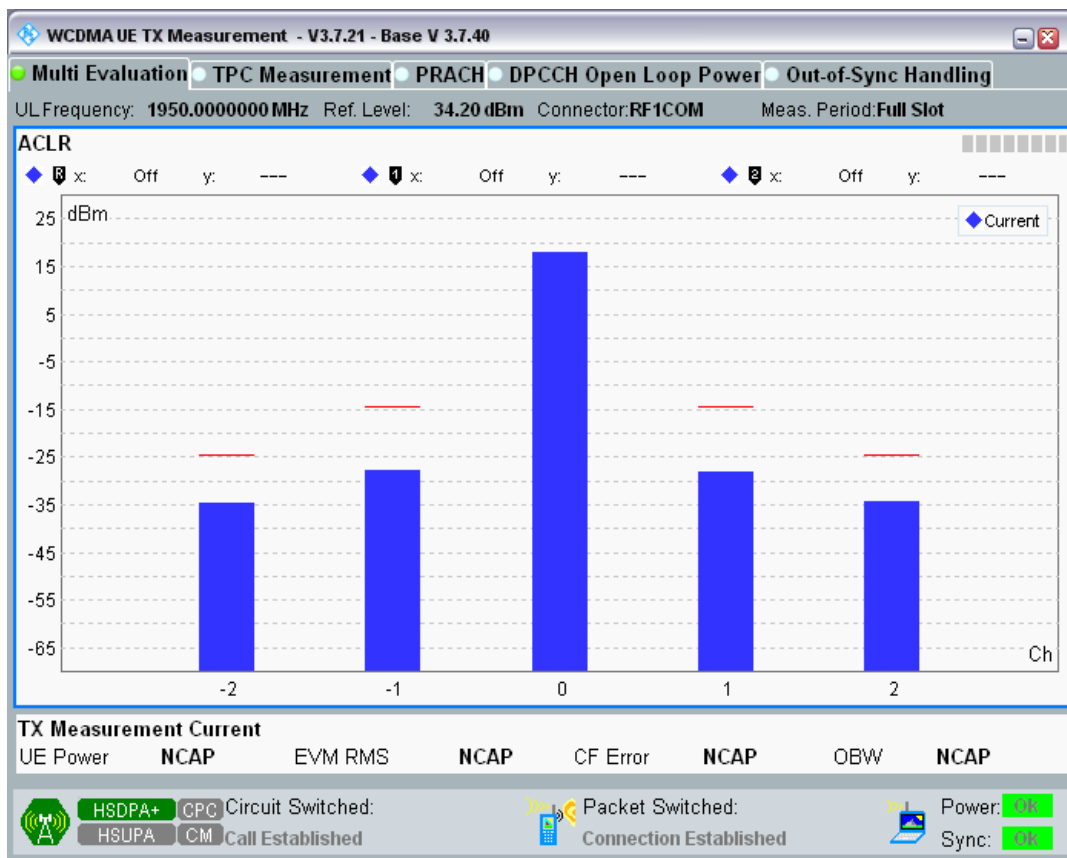 WCDMA UE TX Measurement - V3.7.21 - Base V 3.7.40
Multi Evaluation TPC Measurement PRACH DPCCH Open Loop Power Out-of-Sync Handling
UL Frequency: 1950.0000000 MHz Ref. Level: 34.20 dBm Connector:RF1COM Meas. Period:Full Slot
ACLR
R x: Off y: --- 1 x: Off y: --- 2 x: Off y: ---
dBm
Current
25
15
5
-5
-15
-25
-35
-45
-55
-65
Ch
-2 -1 0 1 2
TX Measurement Current
UE Power NCAP EVM RMS NCAP CF Error NCAP OBW NCAP
HSDPA+ CPC Circuit Switched: Packet Switched: Power: Ok
HSUPA CM Call Established Connection Established Sync: Ok